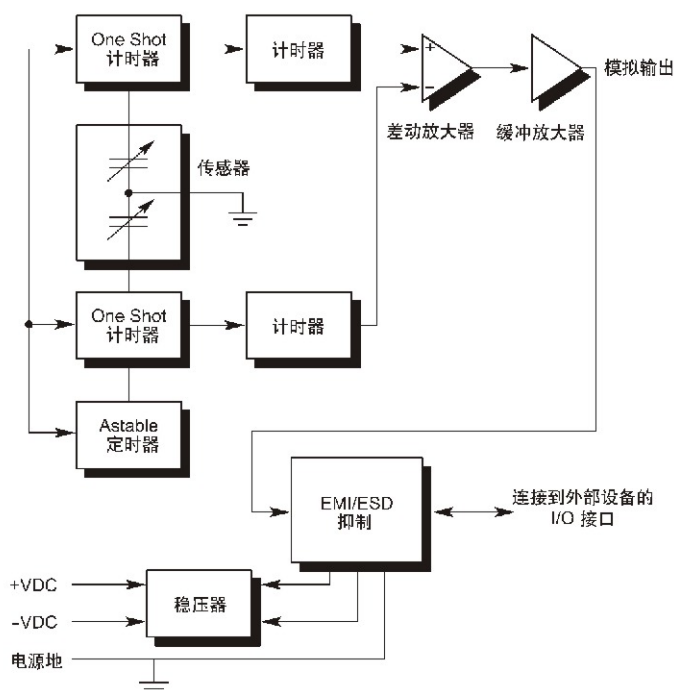 One Shot
计时器
计时器
+
−
模拟输出
差动放大器
缓冲放大器
传感器
One Shot
计时器
计时器
Astable
定时器
EMI/ESD
抑制
连接到外部设备的
I/O 接口
+VDC
稳压器
−VDC
电源地